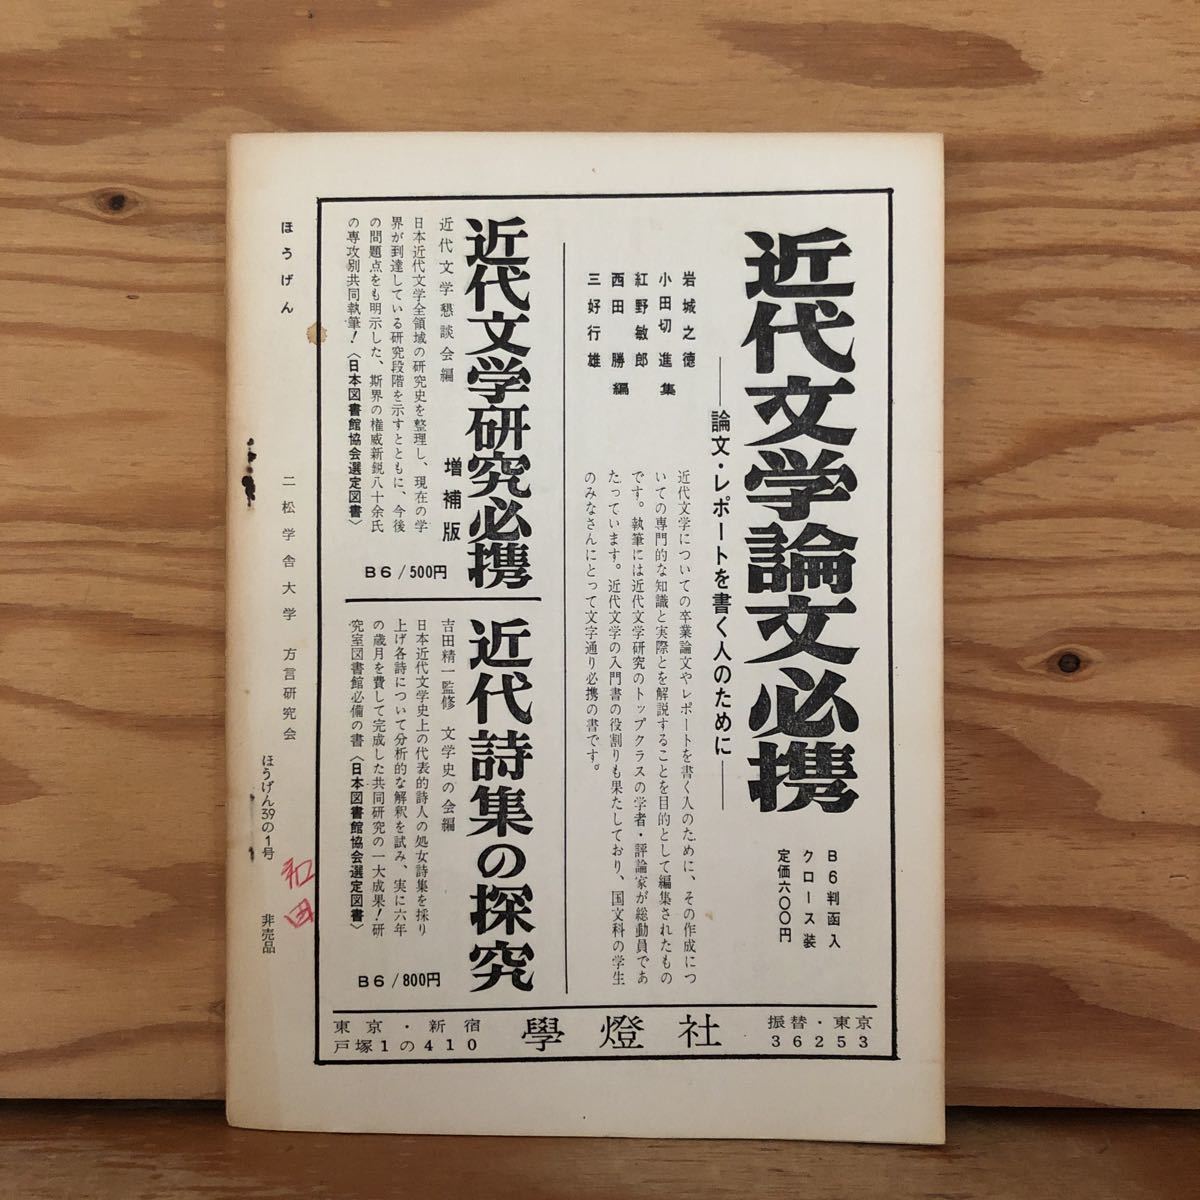 近代文学論文必携
――論文・レポートを書く人のために――
B6判函入
クロース装
定価六〇〇円
岩城之徳
小田切進
紅野敏郎
西田勝
三好行雄
集
編
近代文学についての卒業論文やレポートを書く人のために、その作成につ
いての専門的な知識と実際とを解説することを目的として編集されたもの
です。執筆には近代文学研究のトップクラスの学者・評論家が総動員であ
たっています。近代文学の入門書の役割りも果たしており、国文科の学生
のみなさんにとって文字通り必携の書です。
近代文学研究必携
増補版
近代文学懇談会編
日本近代文学全領域の研究史を整理し、現在の学
界が到達している研究段階を示すとともに、今後
の問題点をも明示した、斯界の権威新鋭八十余氏
の専攻別共同執筆！〈日本図書館協会選定図書〉
B6/500円
近代詩集の探究
吉田精一監修 文学史の会編
日本近代文学史上の代表的詩人の処女詩集を採り
上げ各詩について分析的な解釈を試み、実に六年
の歳月を費して完成した共同研究の一大成果！研
究室図書館必備の書〈日本図書館協会選定図書〉
B6/800円
東京・新宿
戸塚1の410
學燈社
振替・東京
36253
ほうげん
二松学舎大学 方言研究会
ほうげん39の1号
非売品
和田